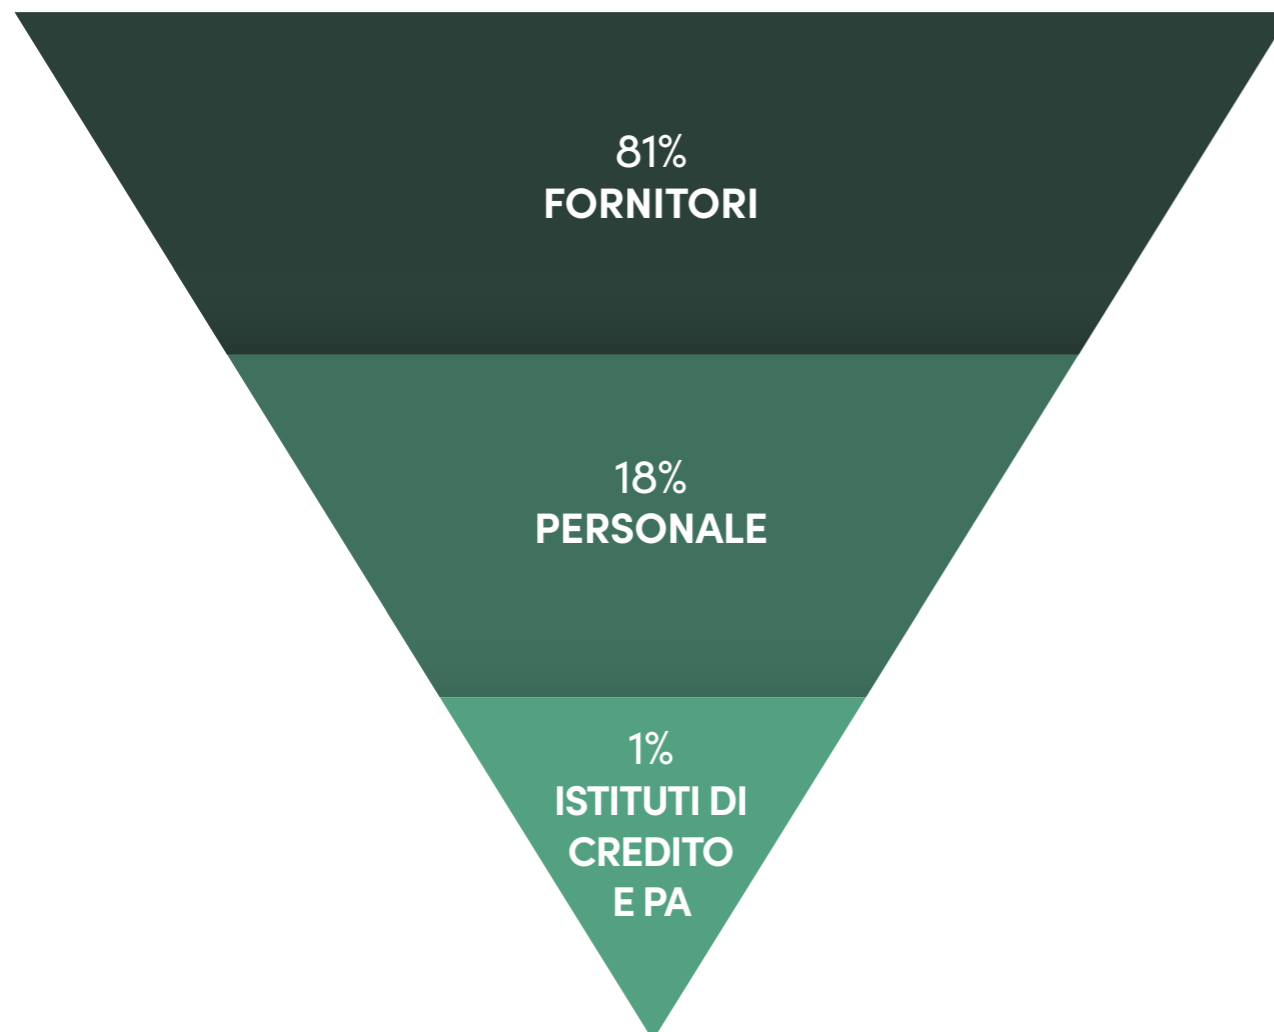 81%
FORNITORI
18%
PERSONALE
1%
ISTITUTI DI
CREDITO
E PA